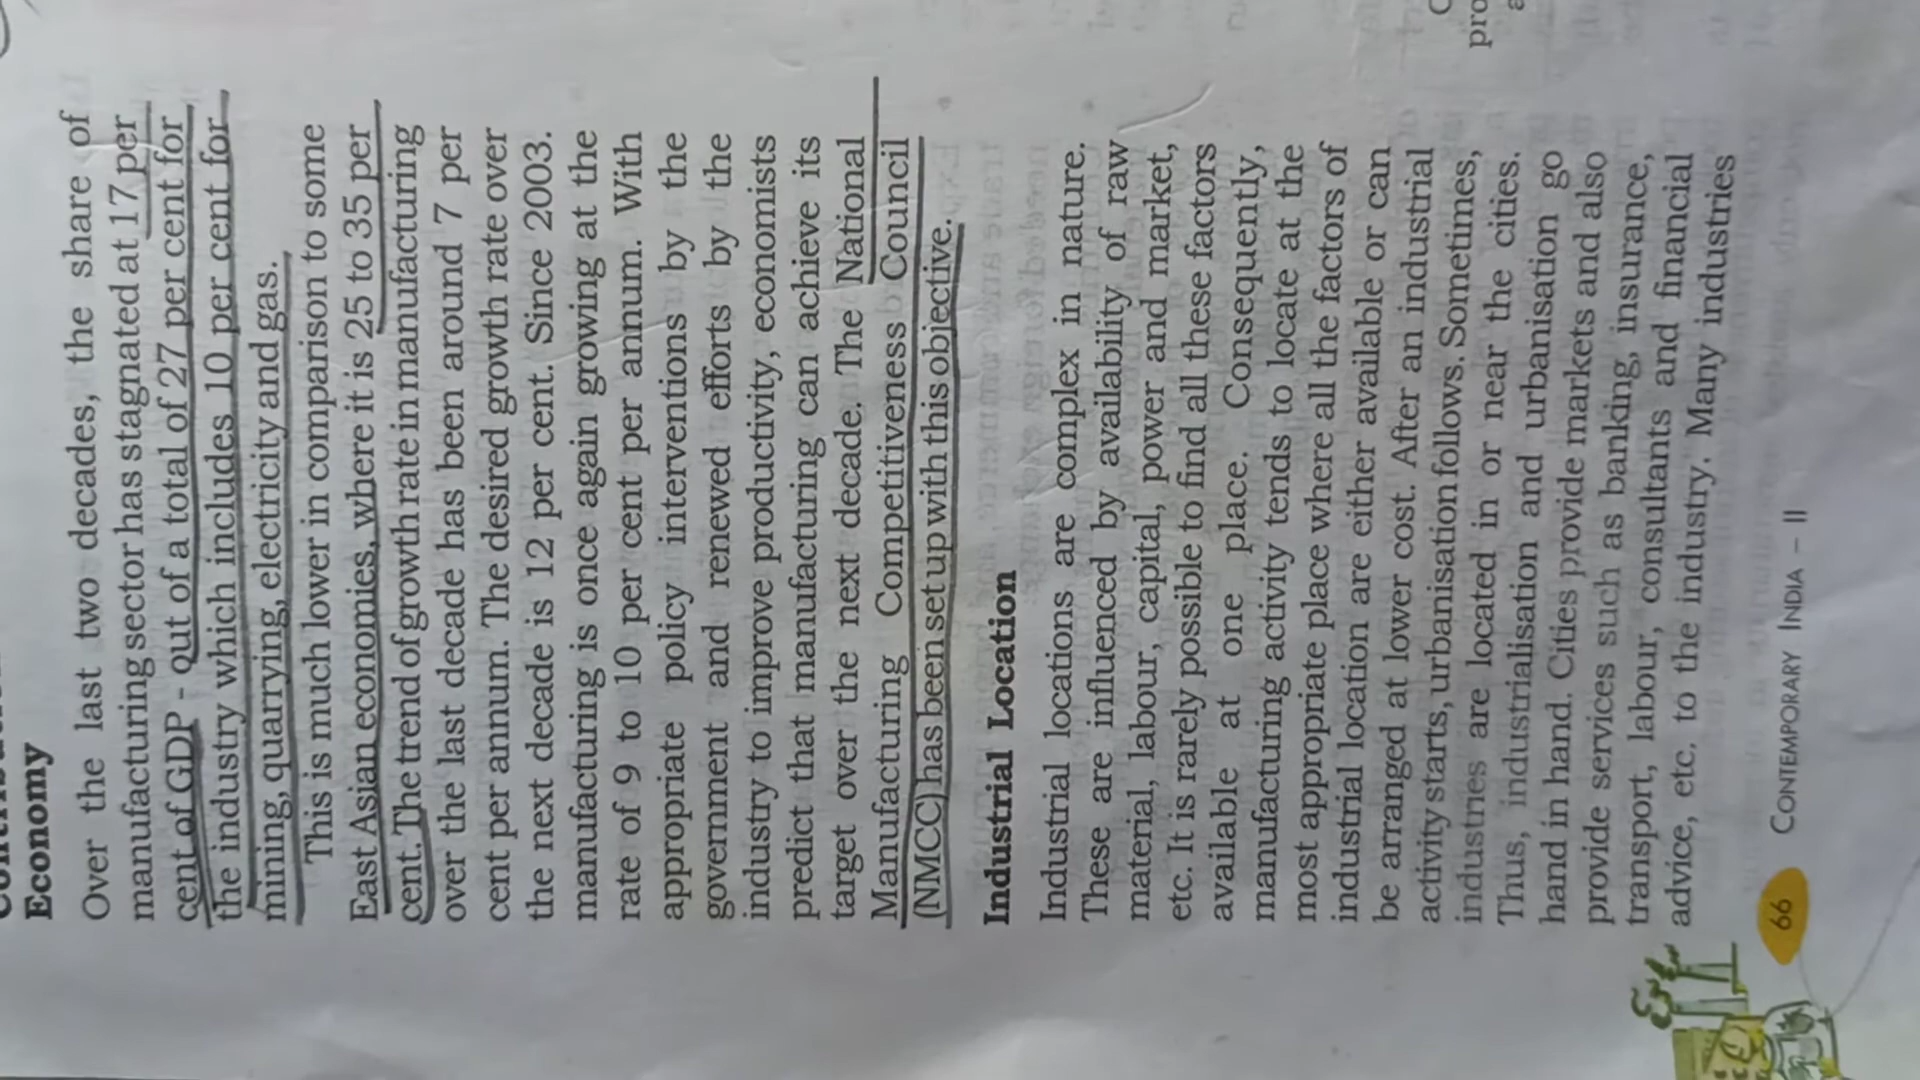 Economy
Over the last two decades, the share of
manufacturing sector has stagnated at 17 per
cent of GDP - out of a total of 27 per cent for
the industry which includes 10 per cent for
mining, quarrying, electricity and gas.
This is much lower in comparison to some
East Asian economies, where it is 25 to 35 per
cent. The trend of growth rate in manufacturing
over the last decade has been around 7 per
cent per annum. The desired growth rate over
the next decade is 12 per cent. Since 2003.
manufacturing is once again growing at the
rate of 9 to 10 per cent per annum. With
appropriate policy interventions by the
government and renewed efforts by the
industry to improve productivity, economists
predict that manufacturing can achieve its
target over the next decade. The National
Manufacturing Competitiveness Council
(NMCC) has been set up with this objective.
Industrial Location
Industrial locations are complex in nature.
These are influenced by availability of raw
material, labour, capital, power and market,
etc. It is rarely possible to find all these factors
available at one place. Consequently,
manufacturing activity tends to locate at the
most appropriate place where all the factors of
industrial location are either available or can
be arranged at lower cost. After an industrial
activity starts, urbanisation follows. Sometimes,
industries are located in or near the cities.
Thus, industrialisation and urbanisation go
hand in hand. Cities provide markets and also
provide services such as banking, insurance,
transport, labour, consultants and financial
advice, etc. to the industry. Many industries
66 CONTEMPORARY INDIA – II
pro